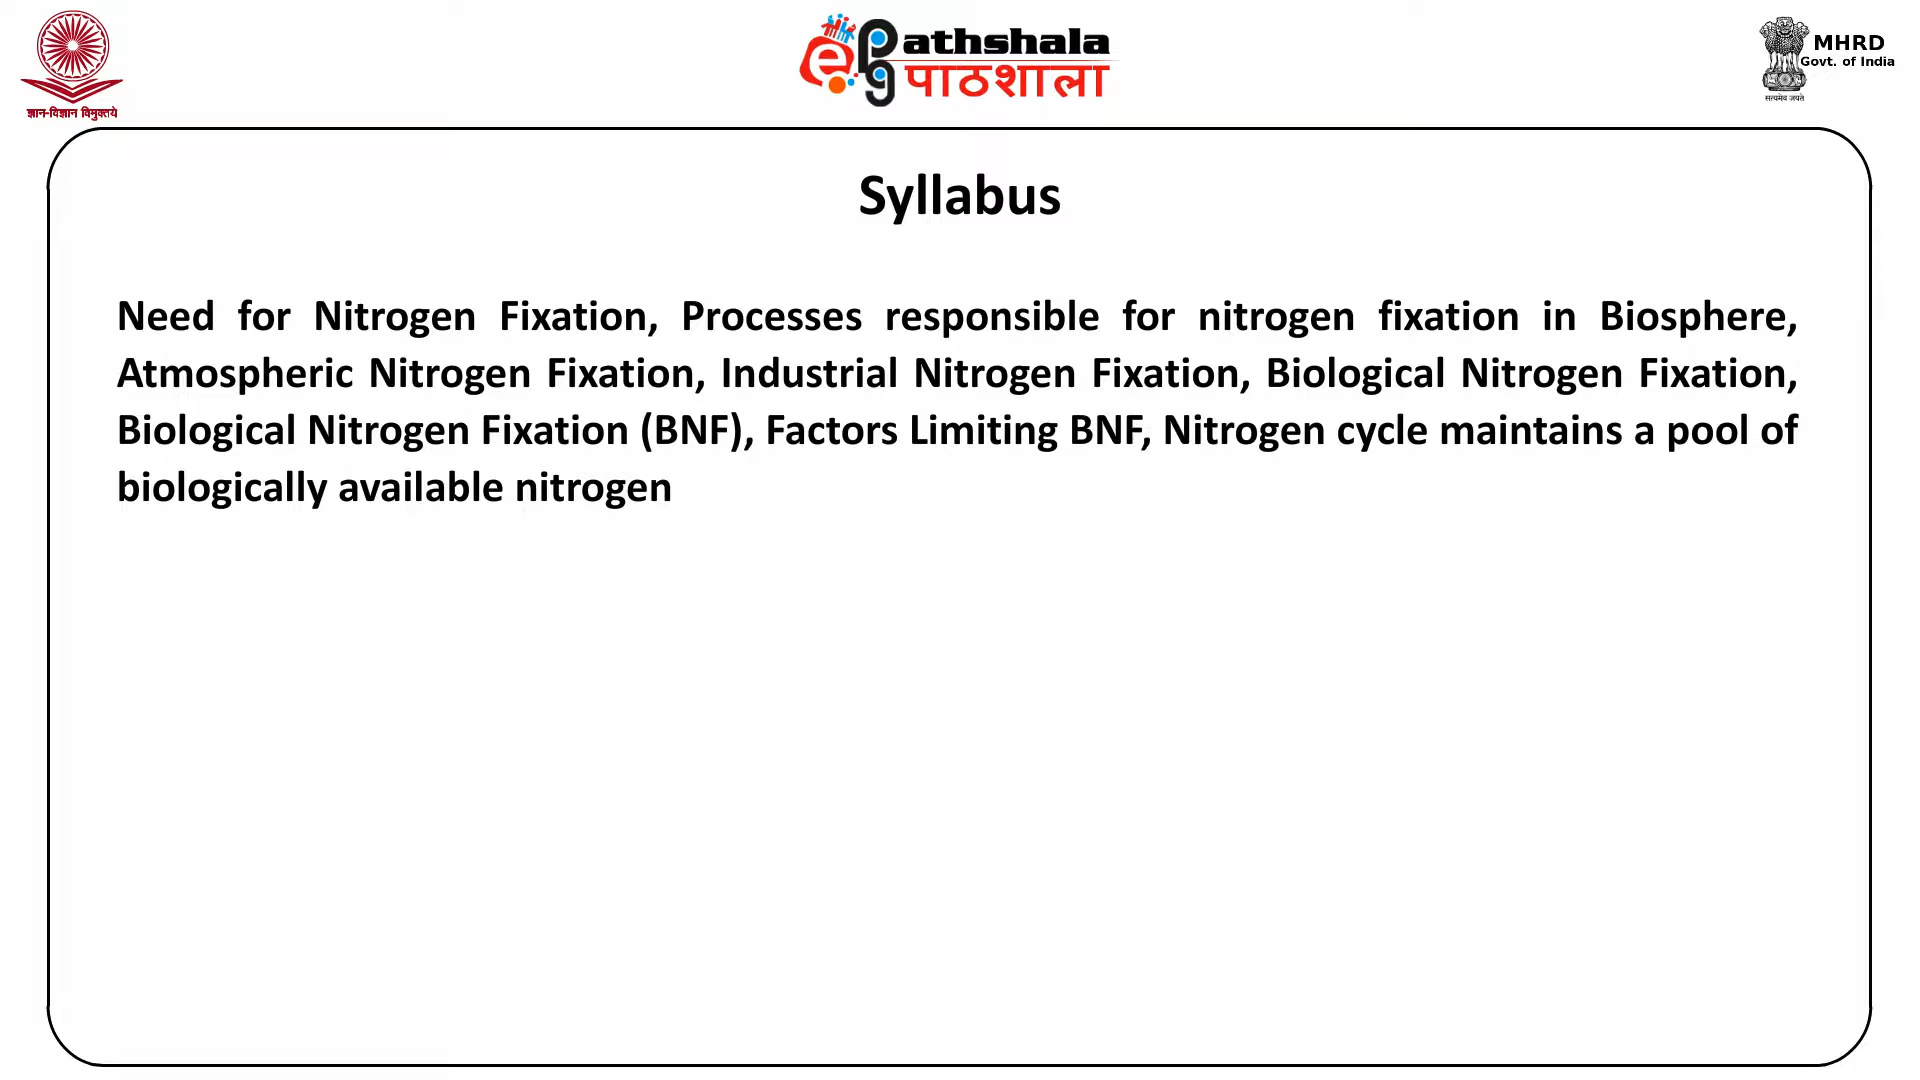 ज्ञान-विज्ञान विमुक्तये
e Pg athshala
पाठशाला
MHRD
Govt. of India
सत्यमेव जयते
Syllabus
Need for Nitrogen Fixation, Processes responsible for nitrogen fixation in Biosphere,
Atmospheric Nitrogen Fixation, Industrial Nitrogen Fixation, Biological Nitrogen Fixation,
Biological Nitrogen Fixation (BNF), Factors Limiting BNF, Nitrogen cycle maintains a pool of
biologically available nitrogen